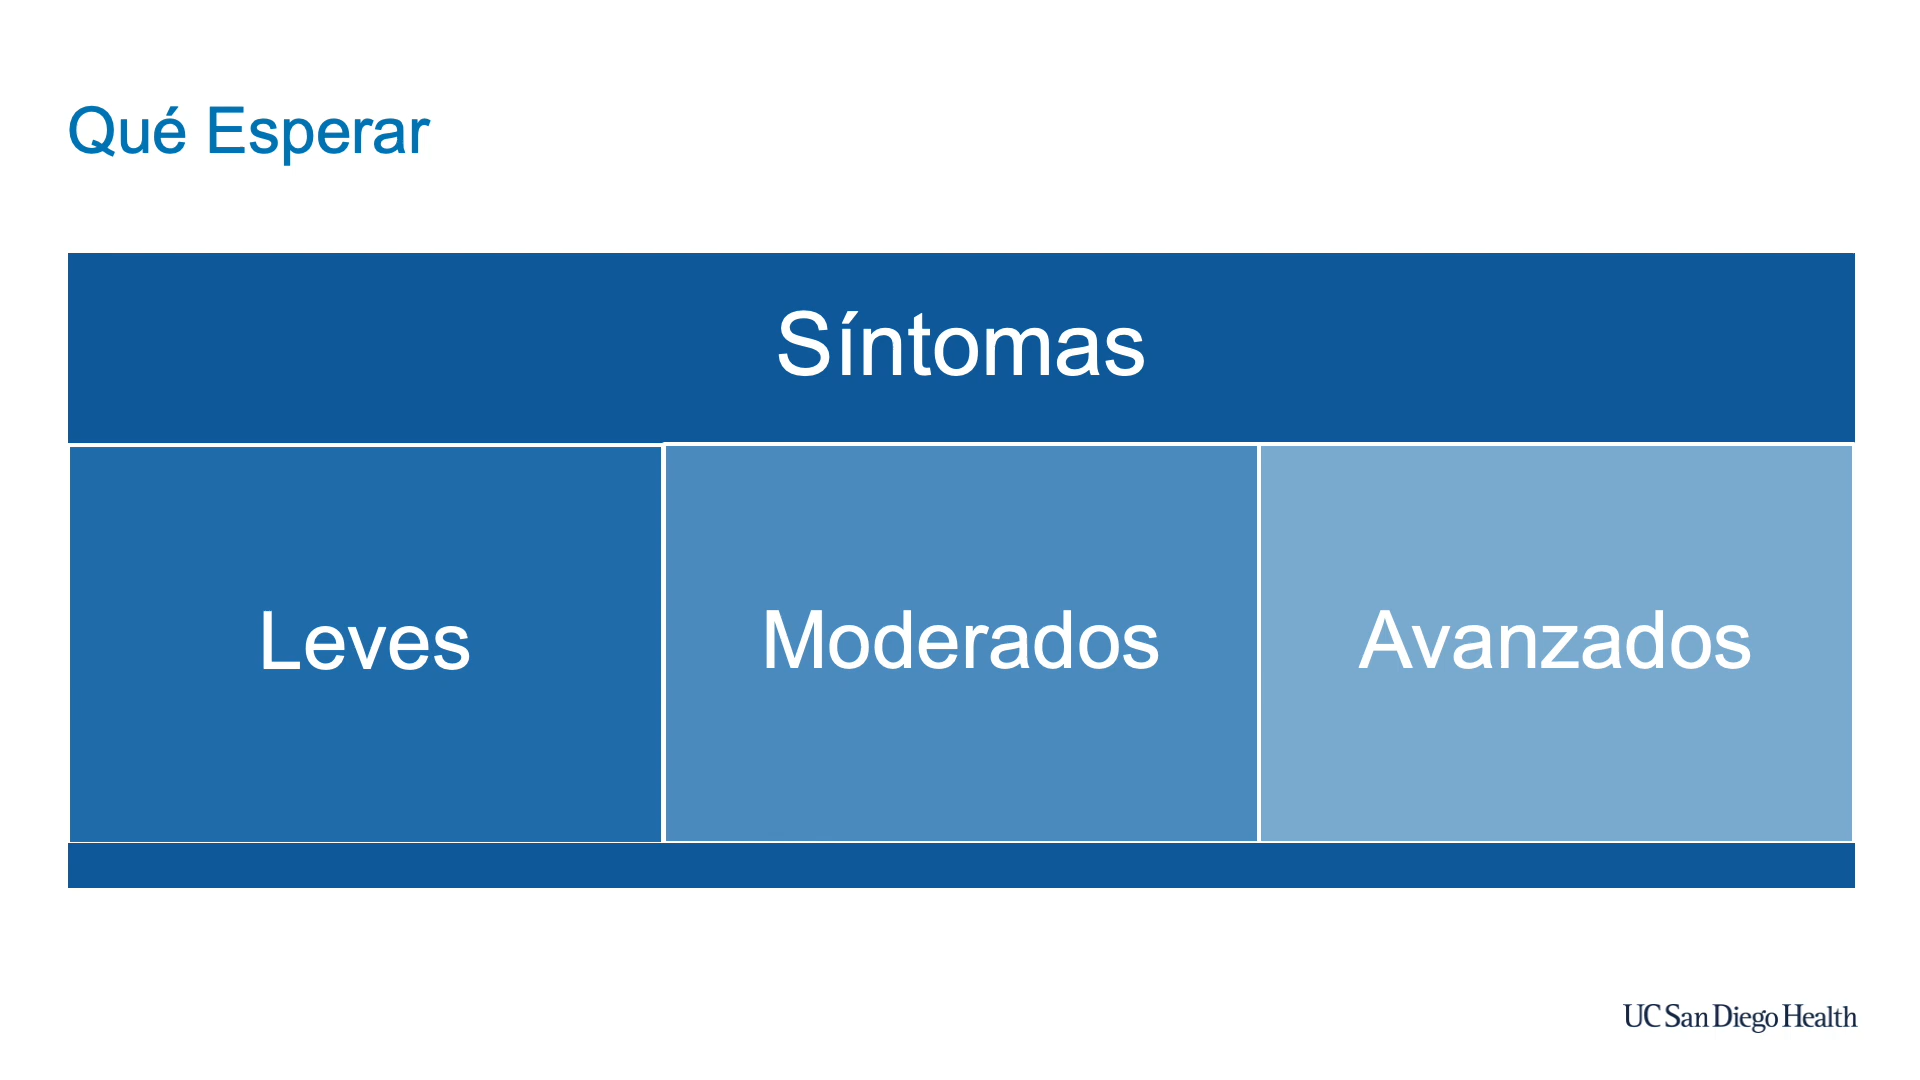 Qué Esperar
Síntomas
Leves
Moderados
Avanzados
UC San Diego Health